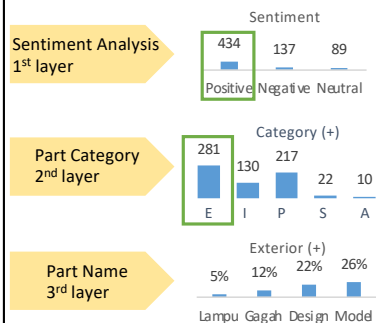 Sentiment Analysis
1st layer
Sentiment
434 137 89
Positive Negative Neutral
Part Category
2nd layer
Category (+)
281 130 217 22 10
E I P S A
Part Name
3rd layer
Exterior (+)
5% 12% 22% 26%
Lampu Gagah Design Model